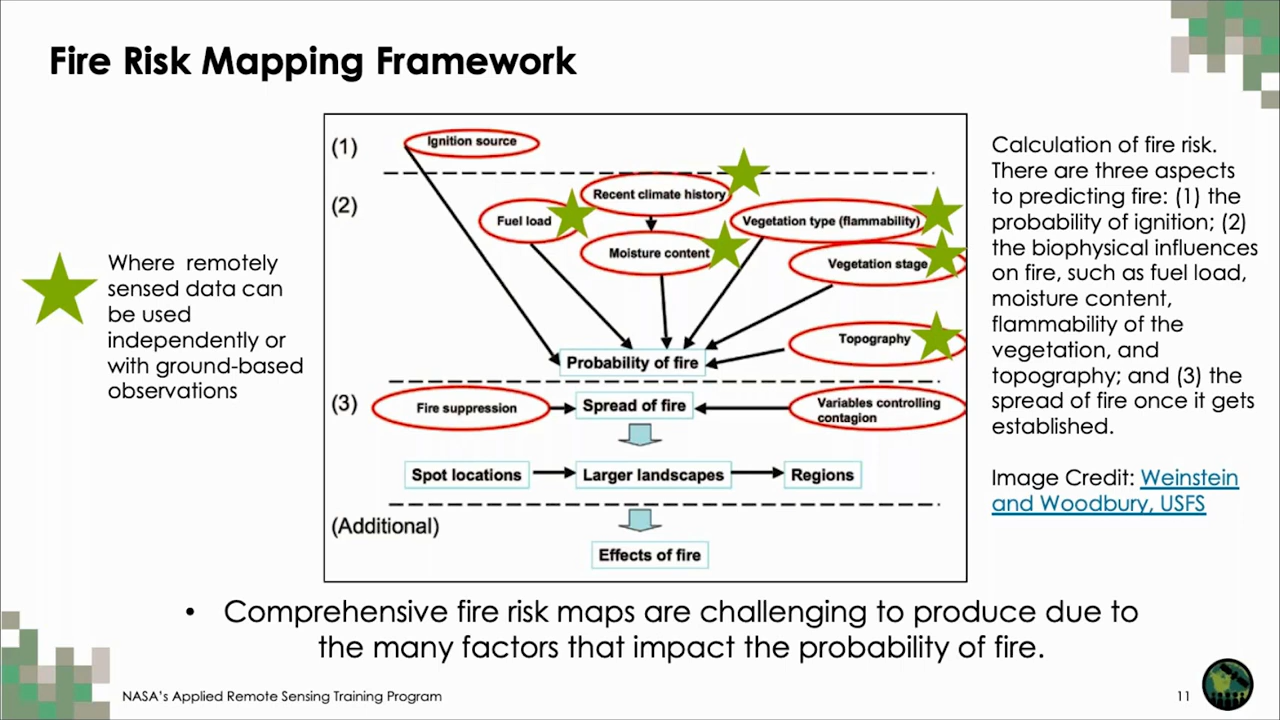 Fire Risk Mapping Framework
Where remotely
sensed data can
be used
independently or
with ground-based
observations
(1)
Ignition source
(2)
Recent climate history
Fuel load
Vegetation type (flammability)
Moisture content
Vegetation stage
Topography
Probability of fire
(3)
Fire suppression
Spread of fire
Variables controlling
contagion
Spot locations
Larger landscapes
Regions
(Additional)
Effects of fire
Calculation of fire risk.
There are three aspects
to predicting fire: (1) the
probability of ignition; (2)
the biophysical influences
on fire, such as fuel load,
moisture content,
flammability of the
vegetation, and
topography; and (3) the
spread of fire once it gets
established.
Image Credit: Weinstein
and Woodbury, USFS
• Comprehensive fire risk maps are challenging to produce due to
the many factors that impact the probability of fire.
NASA's Applied Remote Sensing Training Program
11